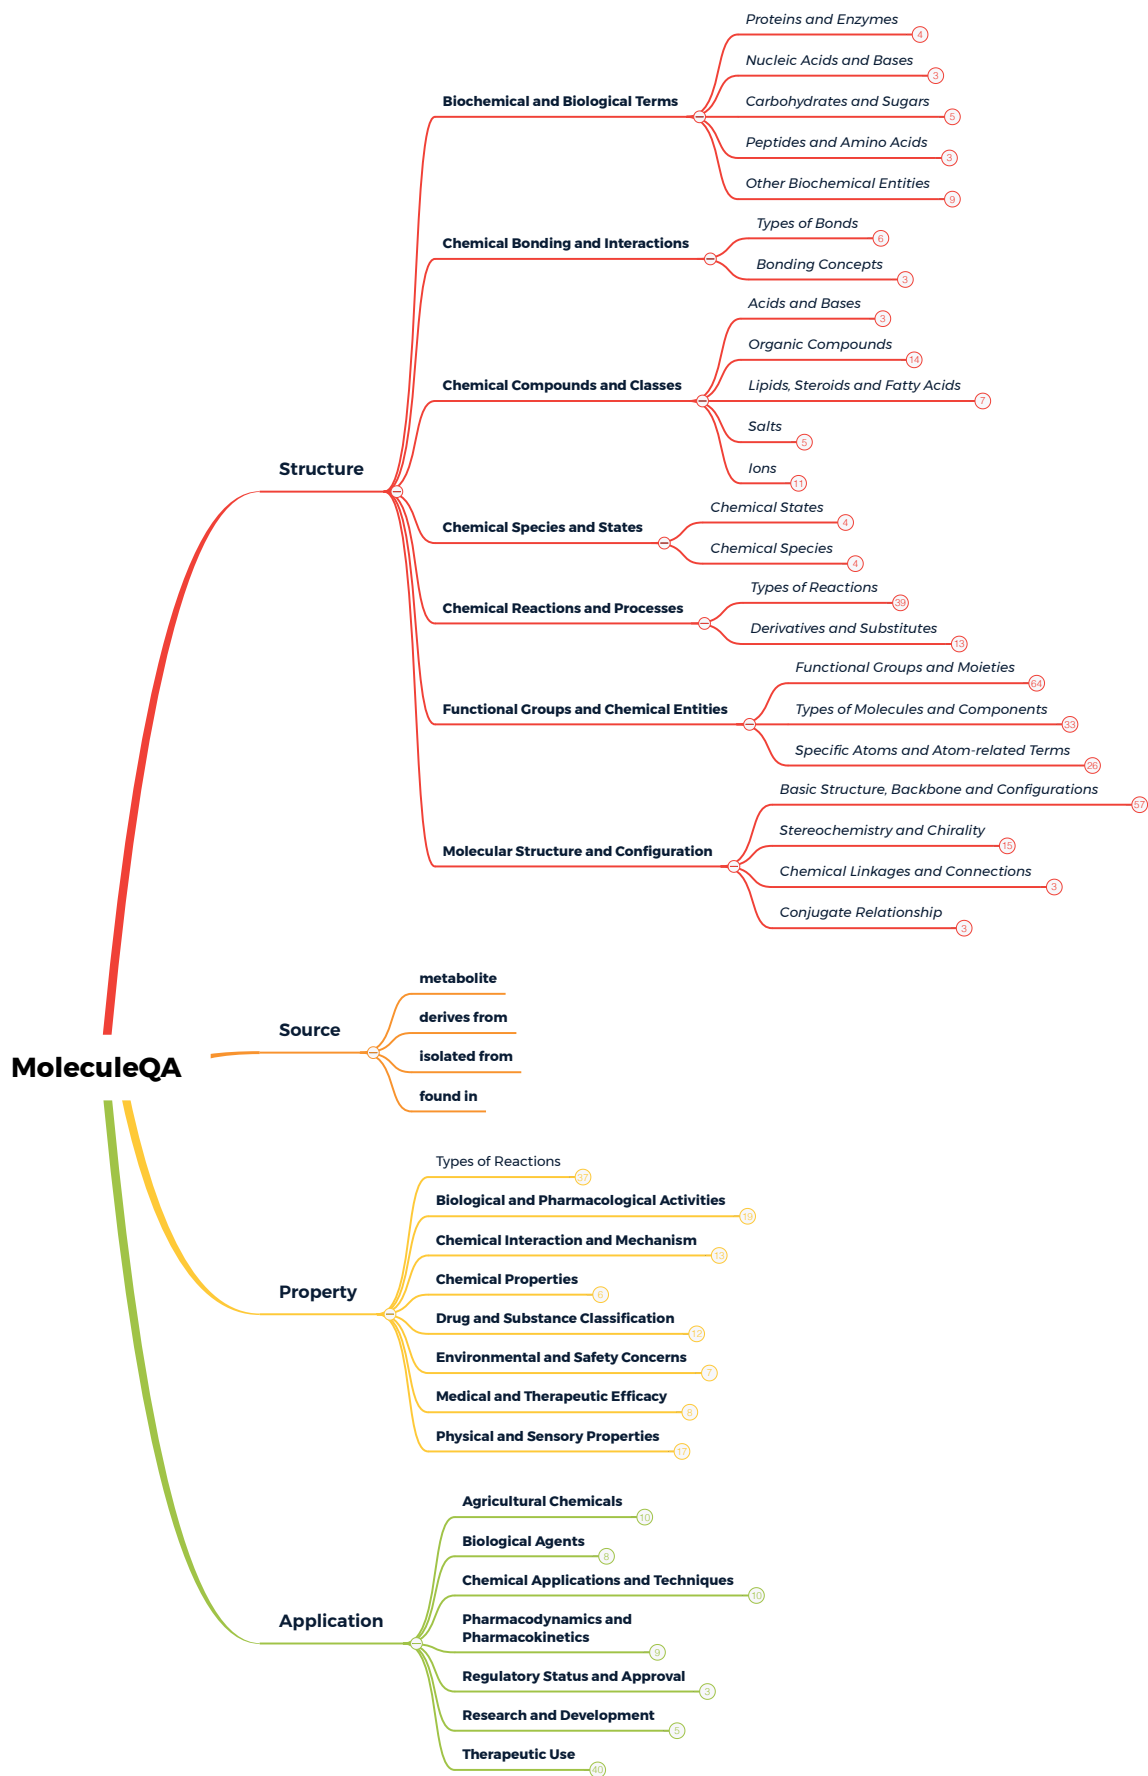 Proteins and Enzymes
4
Nucleic Acids and Bases
3
Biochemical and Biological Terms
Carbohydrates and Sugars
5
Peptides and Amino Acids
3
Other Biochemical Entities
9
Types of Bonds
6
Chemical Bonding and Interactions
Bonding Concepts
3
Acids and Bases
3
Organic Compounds
14
Chemical Compounds and Classes
Lipids, Steroids and Fatty Acids
7
Salts
5
Ions
11
Structure
Chemical States
4
Chemical Species and States
Chemical Species
4
Types of Reactions
39
Chemical Reactions and Processes
Derivatives and Substitutes
13
Functional Groups and Moieties
64
Functional Groups and Chemical Entities
Types of Molecules and Components
33
Specific Atoms and Atom-related Terms
26
Basic Structure, Backbone and Configurations
57
Stereochemistry and Chirality
15
Molecular Structure and Configuration
Chemical Linkages and Connections
3
Conjugate Relationship
3
metabolite
derives from
Source
isolated from
found in
MoleculeQA
Types of Reactions
37
Biological and Pharmacological Activities
19
Chemical Interaction and Mechanism
13
Chemical Properties
6
Property
Drug and Substance Classification
12
Environmental and Safety Concerns
7
Medical and Therapeutic Efficacy
8
Physical and Sensory Properties
17
Agricultural Chemicals
10
Biological Agents
8
Chemical Applications and Techniques
10
Application
Pharmacodynamics and
Pharmacokinetics
9
Regulatory Status and Approval
3
Research and Development
5
Therapeutic Use
40